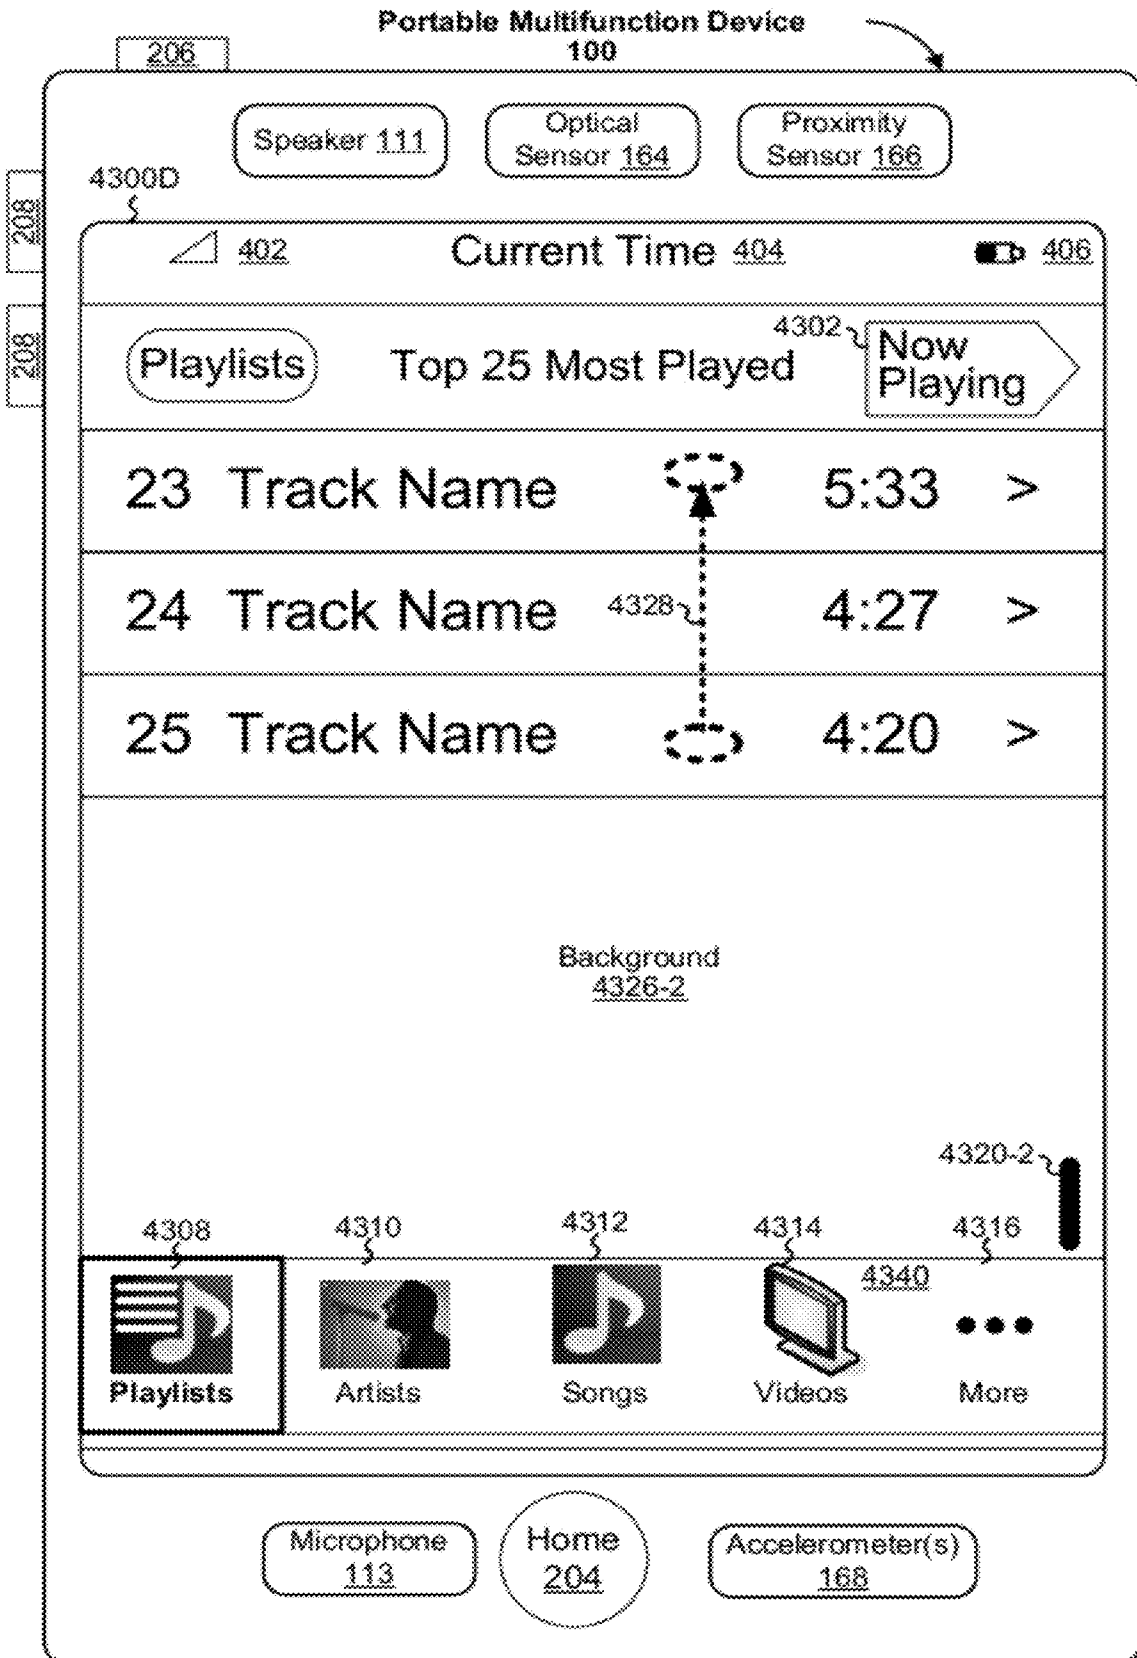 Portable Multifunction Device
100
206
Speaker 111
Optical
Sensor 164
Proximity
Sensor 166
4300D
208
208
402
Current Time 404
406
Playlists
Top 25 Most Played
4302
Now
Playing
23 Track Name 5:33 >
24 Track Name 4328 4:27 >
25 Track Name 4:20 >
Background
4326-2
4320-2
4308
4310
4312
4314
4316
4340
Playlists
Artists
Songs
Videos
More
Microphone
113
Home
204
Accelerometer(s)
168